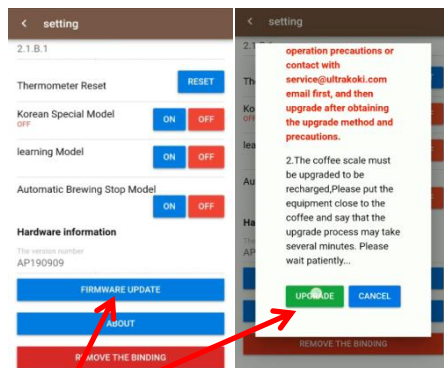 setting
2.1.B.1
Thermometer Reset
RESET
Korean Special Model
OFF
ON
OFF
learning Model
ON
OFF
Automatic Brewing Stop Model
ON
OFF
Hardware information
The version number
AP190909
FIRMWARE UPDATE
ABOUT
REMOVE THE BINDING
setting
operation precautions or
contact with
service@ultrakoki.com
email first, and then
upgrade after obtaining
the upgrade method and
precautions.
2.The coffee scale must
be upgraded to be
recharged,Please put the
equipment close to the
coffee and say that the
upgrade process may take
several minutes. Please
wait patiently...
UPGRADE
CANCEL
REMOVE THE BINDING